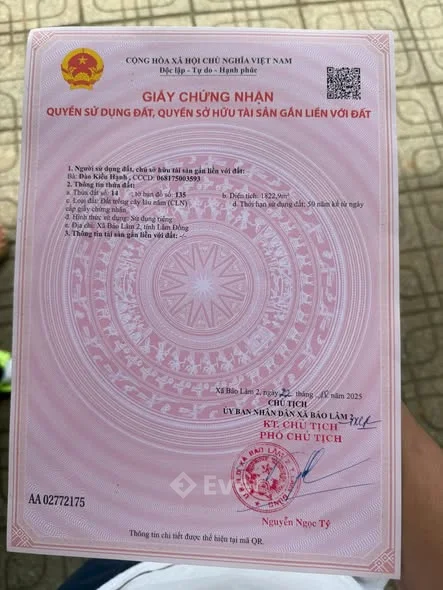 CỘNG HÒA XÃ HỘI CHỦ NGHĨA VIỆT NAM
Độc lập - Tự do - Hạnh phúc
GIẤY CHỨNG NHẬN
QUYỀN SỬ DỤNG ĐẤT, QUYỀN SỞ HỮU TÀI SẢN GẮN LIỀN VỚI ĐẤT
1. Người sử dụng đất, chủ sở hữu tài sản gắn liền với đất:
Bà: Đào Kiều Hạnh, CCCD: 068175003593
2. Thông tin thửa đất:
a. Thửa đất số: 14 ; tờ bản đồ số: 135 b. Diện tích: 1822,9m²
c. Loại đất: Đất trồng cây lâu năm (CLN) d. Thời hạn sử dụng đất: 50 năm kể từ ngày
cấp giấy chứng nhận
đ. Hình thức sử dụng: Sử dụng riêng
e. Địa chỉ: Xã Bảo Lâm 2, tỉnh Lâm Đồng
3. Thông tin tài sản gắn liền với đất: -/-
Xã Bảo Lâm 2, ngày 22 tháng năm 2025
CHỦ TỊCH
ỦY BAN NHÂN DÂN XÃ BẢO LÂM 2
KT. CHỦ TỊCH
PHÓ CHỦ TỊCH
Nguyễn Ngọc Tỷ
AA 02772175
Thông tin chi tiết được thể hiện tại mã QR.